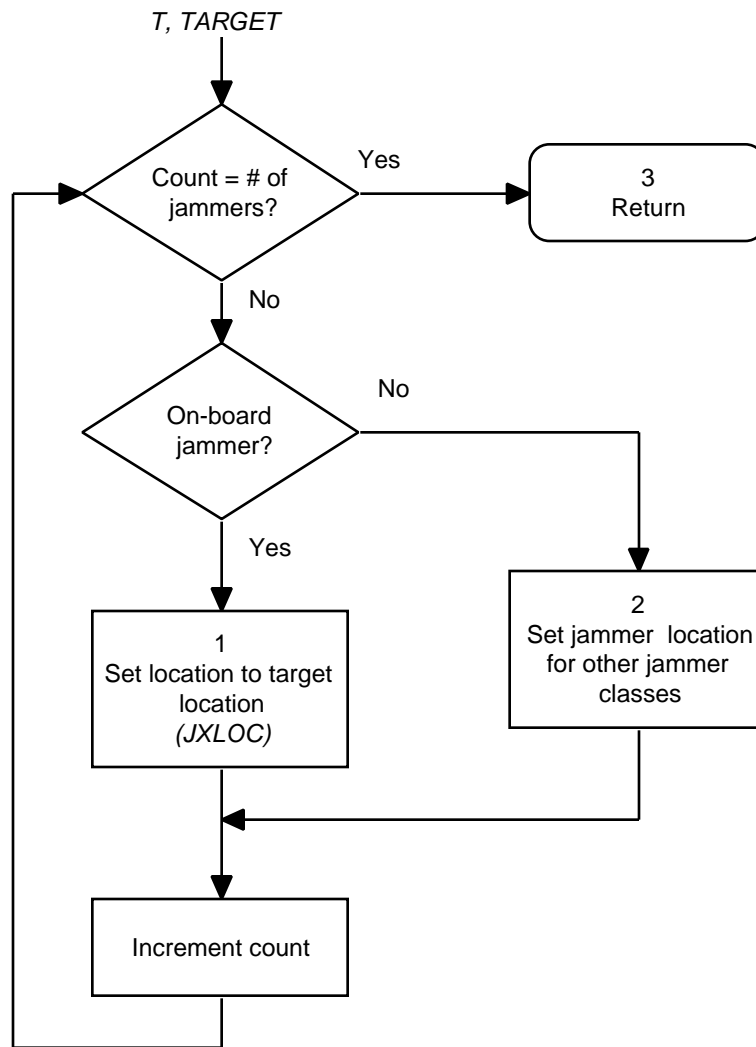 T, TARGET
Count = # of
jammers?
Yes
3
Return
No
On-board
jammer?
No
Yes
1
Set location to target
location
(JXLOC)
2
Set jammer location
for other jammer
classes
Increment count